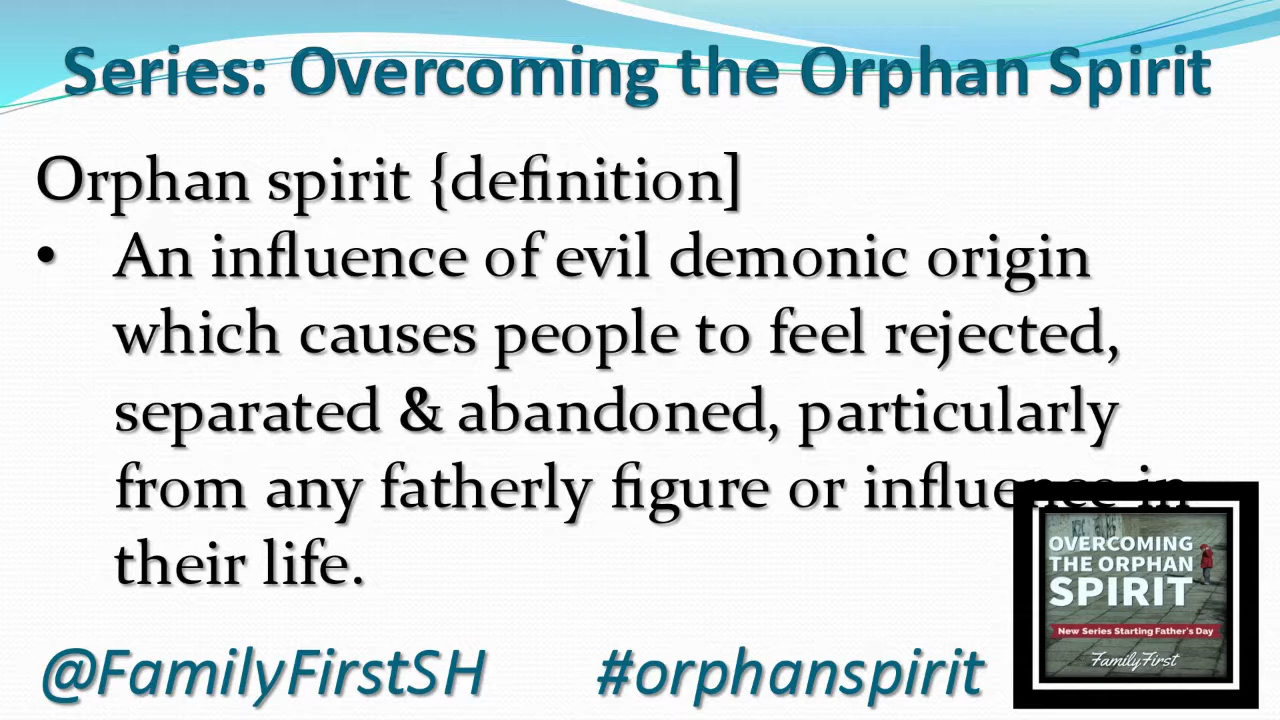 Series: Overcoming the Orphan Spirit
Orphan spirit {definition]
• An influence of evil demonic origin
which causes people to feel rejected,
separated & abandoned, particularly
from any fatherly figure or influence in
their life.
@FamilyFirstSH #orphanspirit
OVERCOMING
THE ORPHAN
SPIRIT
New Series Starting Father's Day
FamilyFirst